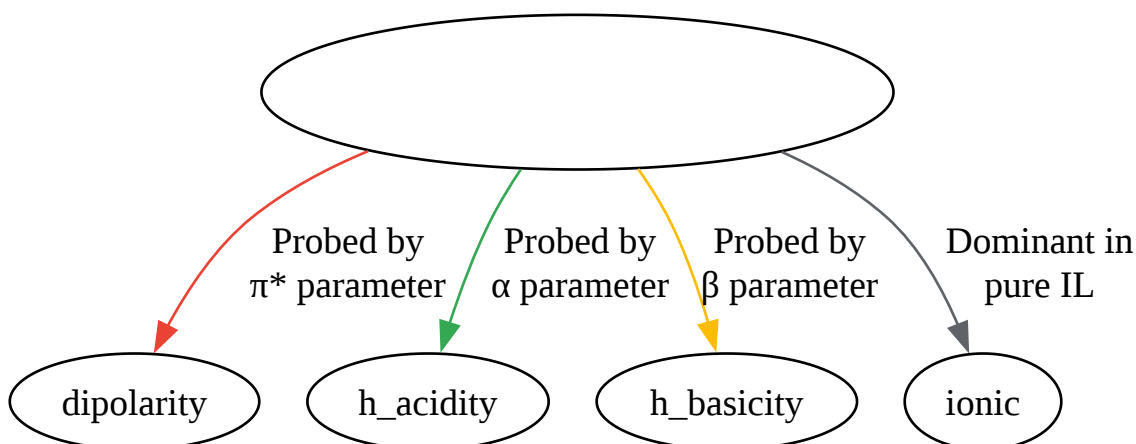 Probed by
π* parameter
Probed by
α parameter
Probed by
β parameter
Dominant in
pure IL
dipolarity
h_acidity
h_basicity
ionic